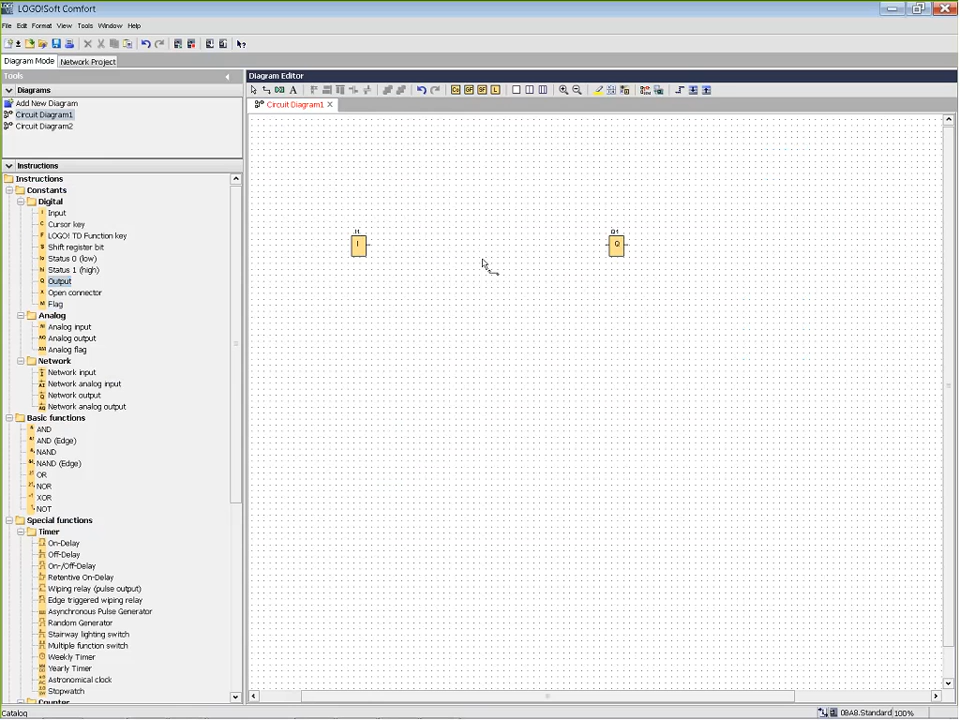 LOGO!Soft Comfort
File Edit Format View Tools Window Help
Diagram Mode Network Project
Tools
Diagram Editor
Diagrams
Add New Diagram
Circuit Diagram1
Circuit Diagram2
Circuit Diagram1
Instructions
Instructions
Constants
Digital
Input
Cursor key
LOGO! TD Function key
Shift register bit
Status 0 (low)
Status 1 (high)
Output
Open connector
Flag
Analog
Analog input
Analog output
Analog flag
Network
Network input
Network analog input
Network output
Network analog output
Basic functions
AND
AND (Edge)
NAND
NAND (Edge)
OR
NOR
XOR
NOT
Special functions
Timer
On-Delay
Off-Delay
On-/Off-Delay
Retentive On-Delay
Wiping relay (pulse output)
Edge triggered wiping relay
Asynchronous Pulse Generator
Random Generator
Stairway lighting switch
Multiple function switch
Weekly Timer
Yearly Timer
Astronomical clock
Stopwatch
Counter
I1
I
Q1
Q
Catalog
0BA8.Standard 100%